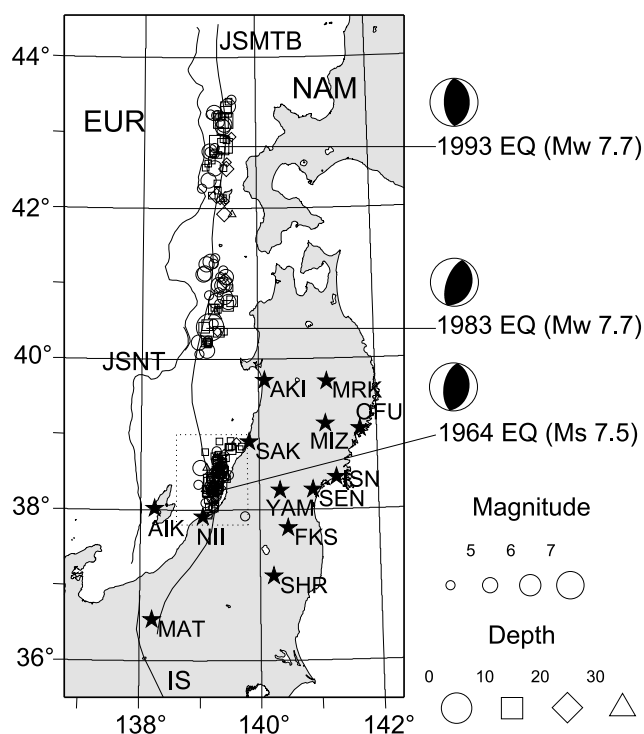 44°
JSMTB
NAM
EUR
1993 EQ (Mw 7.7)
42°
1983 EQ (Mw 7.7)
40°
JSNT
AKI
MRK
OFU
MIZ
1964 EQ (Ms 7.5)
SAK
ISN
38°
SEN
YAM
AIK
NII
FKS
Magnitude
5 6 7
SHR
MAT
Depth
36°
IS
0 10 20 30
138° 140° 142°